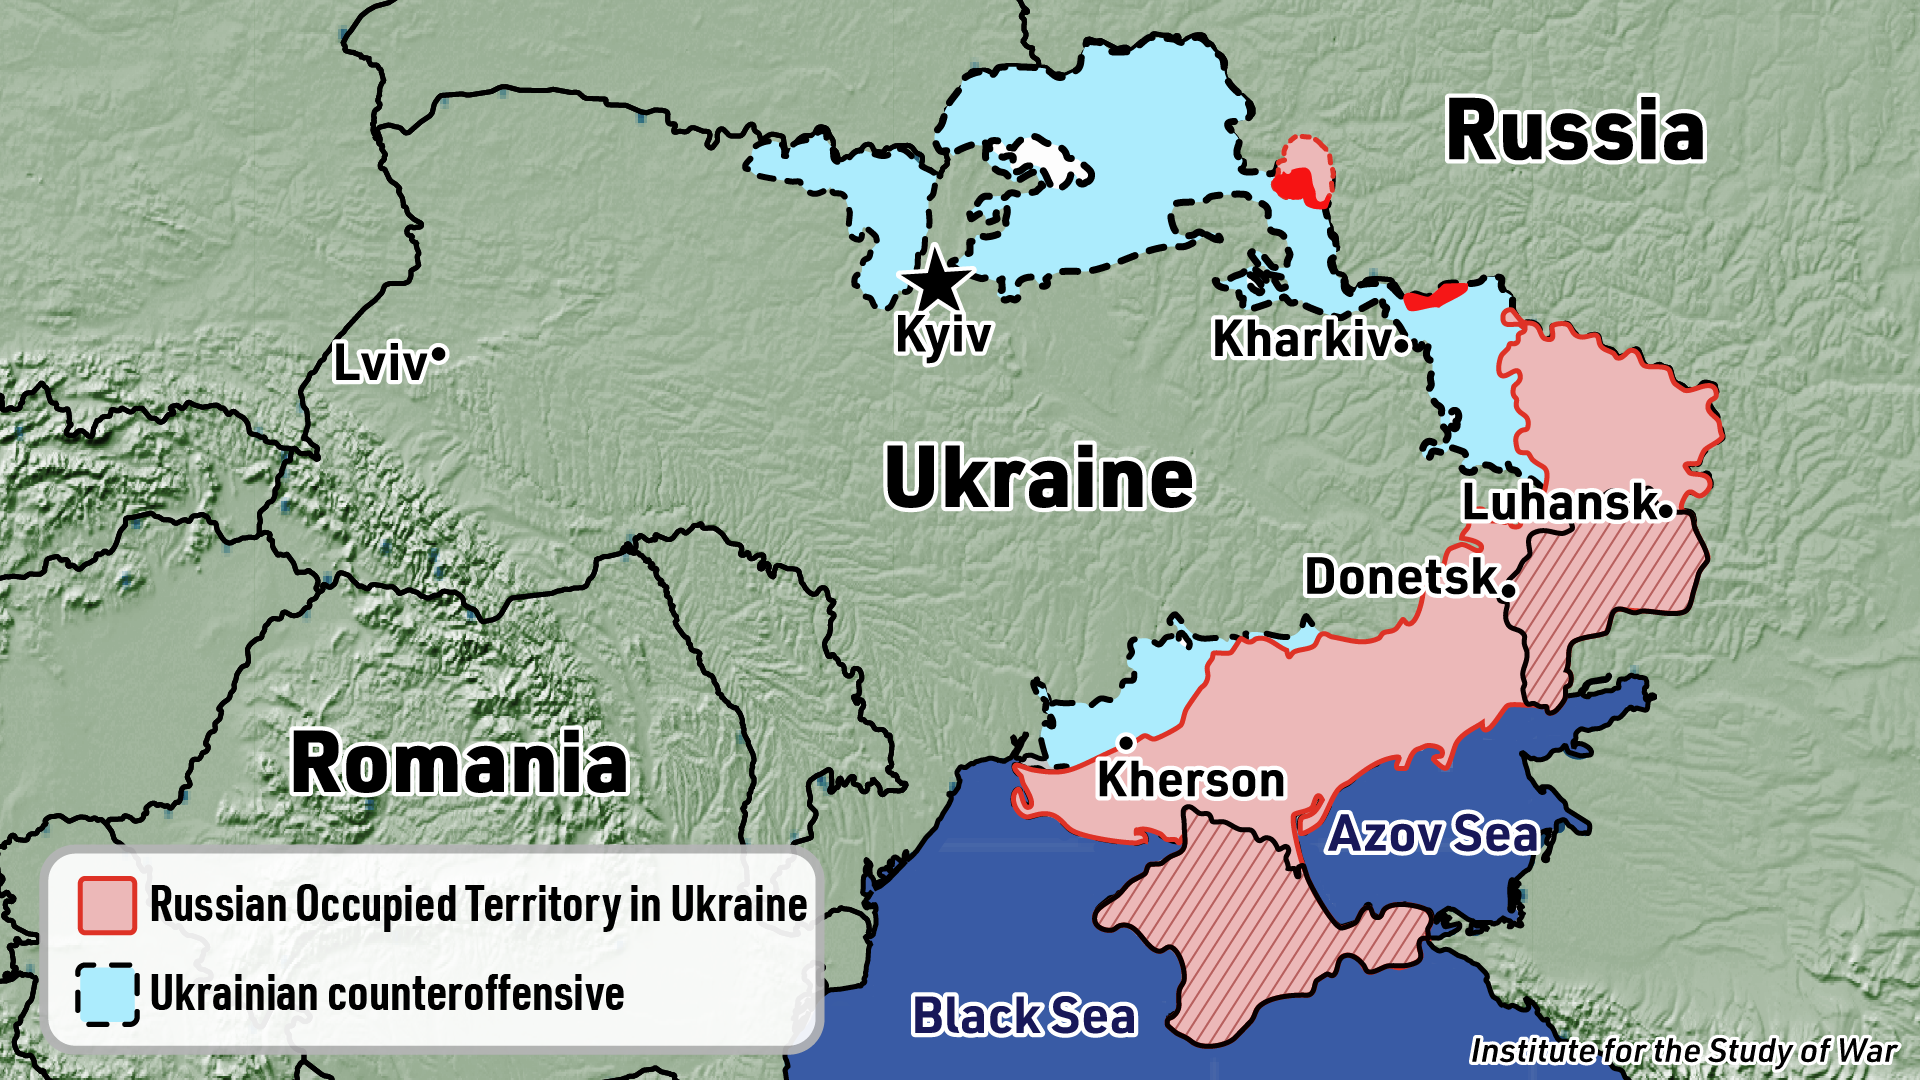 Russia
Kyiv
Kharkiv
Lviv
Ukraine
Luhansk
Donetsk
Romania
Kherson
Azov Sea
Russian Occupied Territory in Ukraine
Ukrainian counteroffensive
Black Sea
Institute for the Study of War